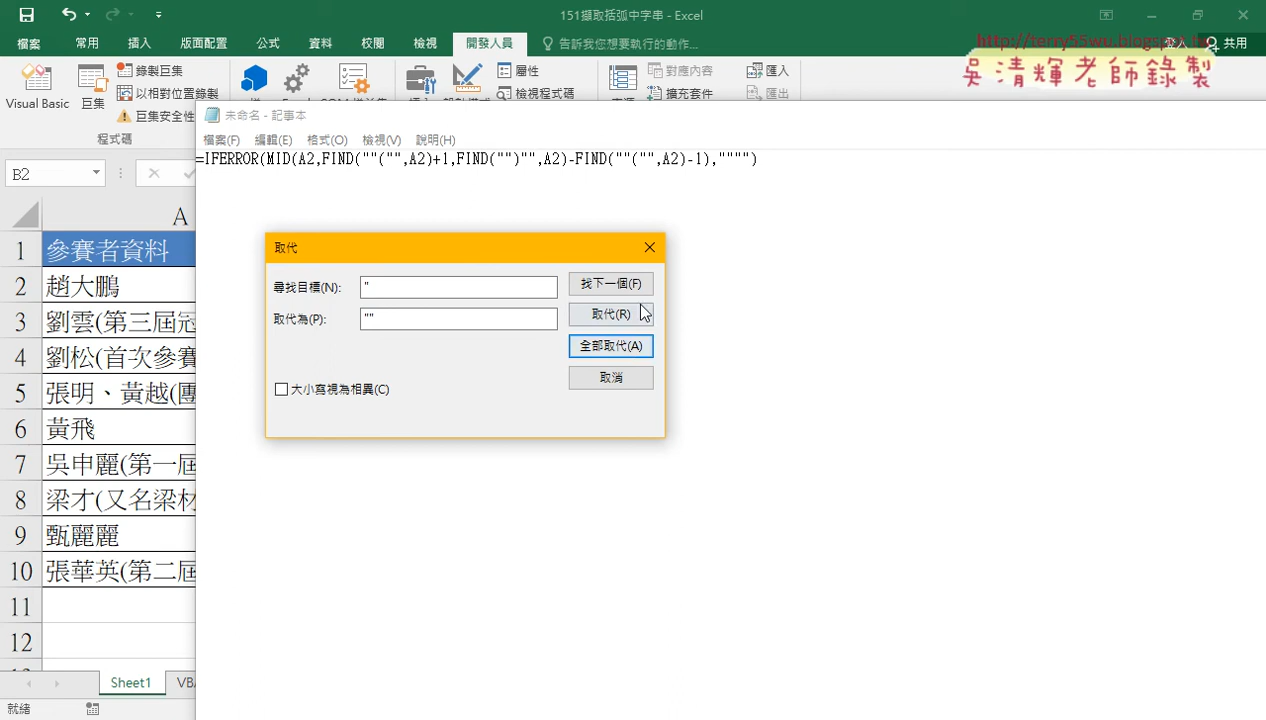 151擷取括弧中字串 - Excel
http://terry55wu.blogspot.tw
登入 共用
吳清輝老師錄製
檔案 常用 插入 版面配置 公式 資料 校閱 檢視 開發人員 告訴我您想要執行的動作...
Visual Basic 巨集 錄製巨集
以相對位置錄製
巨集安全性
程式碼
屬性
檢視程式碼
對應內容
擴充套件
匯入
匯出
未命名 - 記事本
檔案(F) 編輯(E) 格式(O) 檢視(V) 說明(H)
=IFERROR(MID(A2,FIND(""("",A2)+1,FIND("")"",A2)-FIND(""("",A2)-1),"""")
B2
A
1 參賽者資料
2 趙大鵬
3 劉雲(第三屆冠
4 劉松(首次參賽
5 張明、黃越(團
6 黃飛
7 吳申麗(第一屆
8 梁才(又名梁材
9 甄麗麗
10 張華英(第二屆
11
12
取代
尋找目標(N): "
取代為(P): ""
找下一個(F)
取代(R)
全部取代(A)
取消
大小寫視為相異(C)
Sheet1 VB
就緒